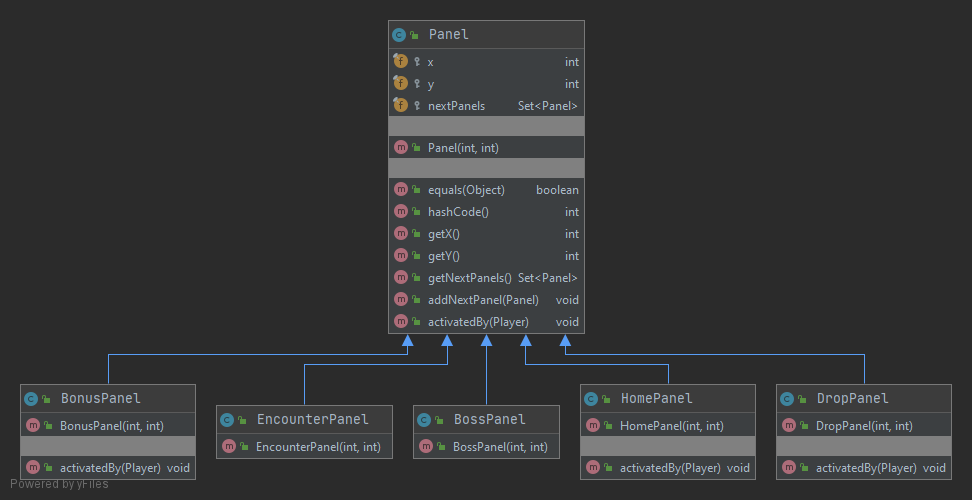 Panel
x int
y int
nextPanels Set<Panel>
Panel(int, int)
equals(Object) boolean
hashCode() int
getX() int
getY() int
getNextPanels() Set<Panel>
addNextPanel(Panel) void
activatedBy(Player) void
BonusPanel
BonusPanel(int, int)
activatedBy(Player) void
EncounterPanel
EncounterPanel(int, int)
BossPanel
BossPanel(int, int)
HomePanel
HomePanel(int, int)
activatedBy(Player) void
DropPanel
DropPanel(int, int)
activatedBy(Player) void
Powered by yFiles